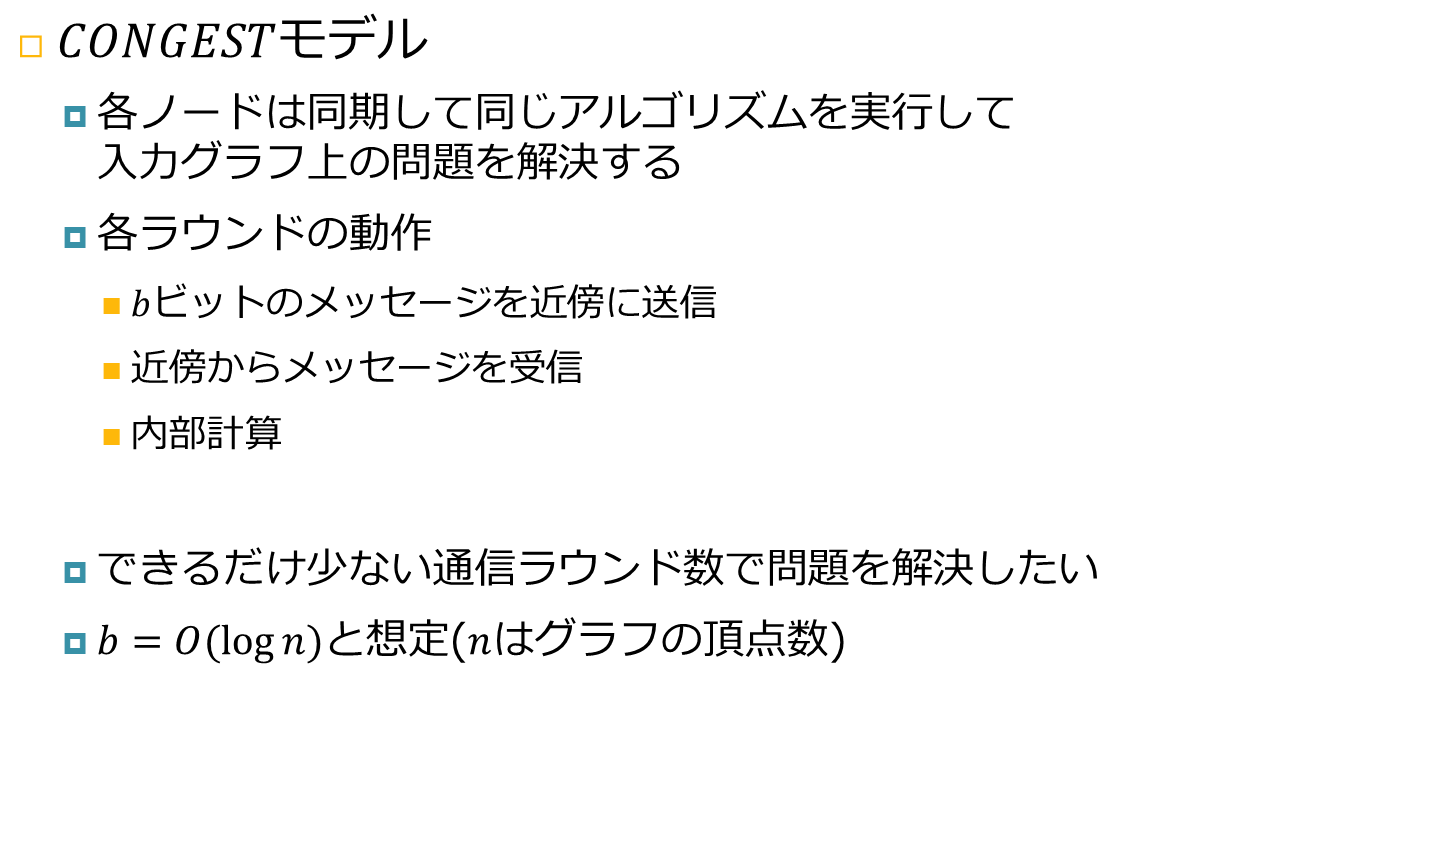 CONGESTモデル
各ノードは同期して同じアルゴリズムを実行して
入力グラフ上の問題を解決する
各ラウンドの動作
bビットのメッセージを近傍に送信
近傍からメッセージを受信
内部計算
できるだけ少ない通信ラウンド数で問題を解決したい
b = O(log n)と想定(nはグラフの頂点数)